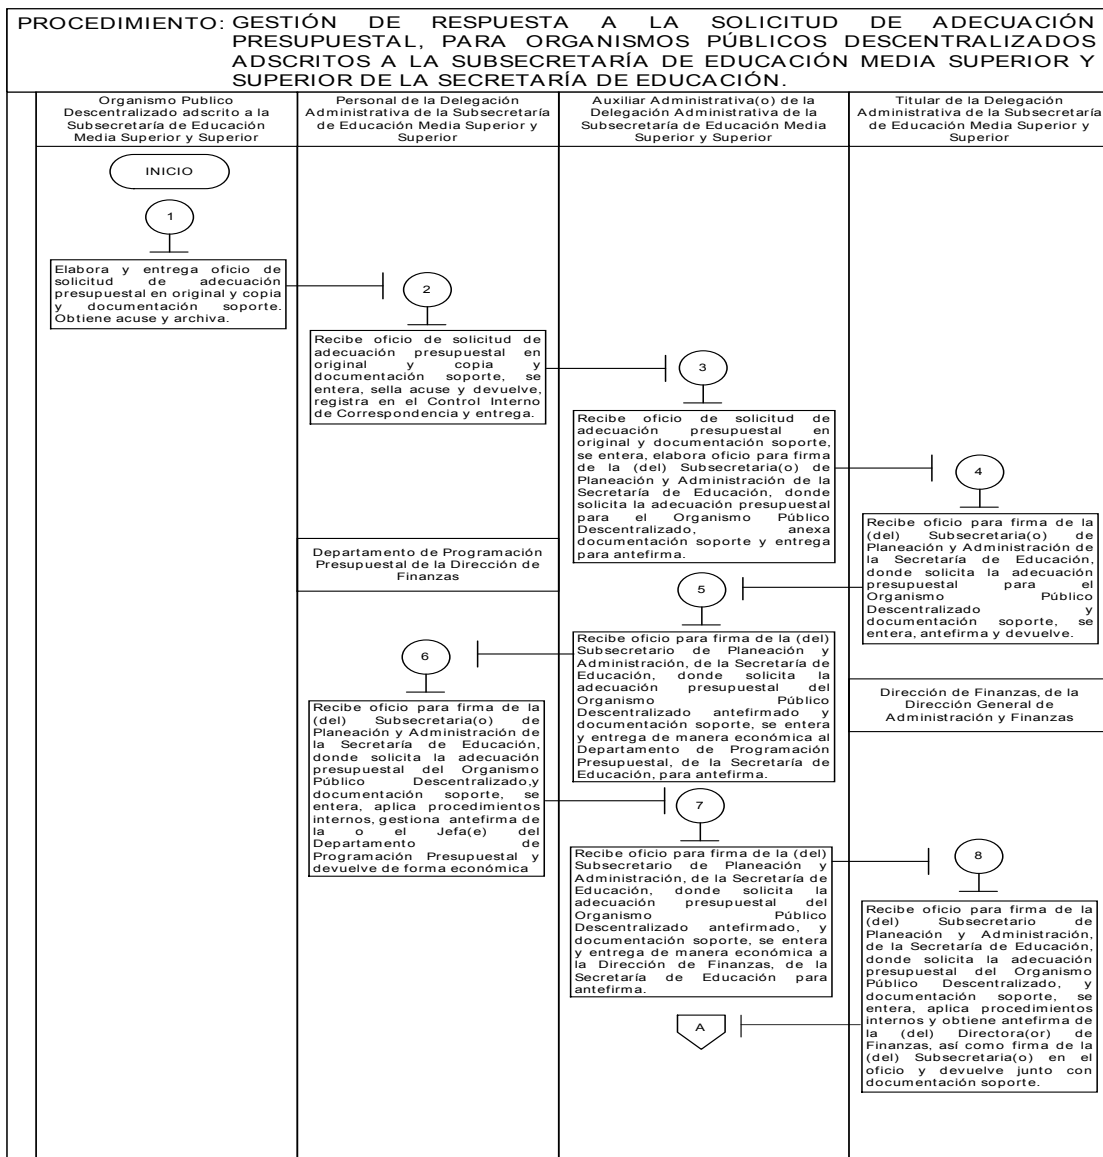 PROCEDIMIENTO: GESTIÓN DE RESPUESTA A LA SOLICITUD DE ADECUACIÓN
PRESUPUESTAL, PARA ORGANISMOS PÚBLICOS DESCENTRALIZADOS
ADSCRITOS A LA SUBSECRETARÍA DE EDUCACIÓN MEDIA SUPERIOR Y
SUPERIOR DE LA SECRETARÍA DE EDUCACIÓN.
Organismo Publico
Descentralizado adscrito a la
Subsecretaría de Educación
Media Superior y Superior
Personal de la Delegación
Administrativa de la Subsecretaría
de Educación Media Superior y
Superior
Auxiliar Administrativa(o) de la
Delegación Administrativa de la
Subsecretaría de Educación Media
Superior y Superior
Titular de la Delegación
Administrativa de la Subsecretaría
de Educación Media Superior y
Superior
INICIO
1
Elabora y entrega oficio de
solicitud de adecuación
presupuestal en original y copia
y documentación soporte.
Obtiene acuse y archiva.
2
Recibe oficio de solicitud de
adecuación presupuestal en
original y copia y
documentación soporte, se
entera, sella acuse y devuelve,
registra en el Control Interno
de Correspondencia y entrega.
3
Recibe oficio de solicitud de
adecuación presupuestal en
original y documentación soporte,
se entera, elabora oficio para firma
de la (del) Subsecretaria(o) de
Planeación y Administración de la
Secretaría de Educación, donde
solicita la adecuación presupuestal
para el Organismo Público
Descentralizado, anexa
documentación soporte y entrega
para antefirma.
4
Recibe oficio para firma de la
(del) Subsecretaria(o) de
Planeación y Administración de
la Secretaría de Educación,
donde solicita la adecuación
presupuestal para el
Organismo Público
Descentralizado y
documentación soporte, se
entera, antefirma y devuelve.
Departamento de Programación
Presupuestal de la Dirección de
Finanzas
5
Recibe oficio para firma de la (del)
Subsecretario de Planeación y
Administración, de la Secretaría de
Educación, donde solicita la
adecuación presupuestal del
Organismo Público
Descentralizado antefirmado y
documentación soporte, se entera
y entrega de manera económica al
Departamento de Programación
Presupuestal, de la Secretaría de
Educación, para antefirma.
6
Recibe oficio para firma de la
(del) Subsecretaria(o) de
Planeación y Administración de
la Secretaría de Educación,
donde solicita la adecuación
presupuestal del Organismo
Público Descentralizado,y
documentación soporte, se
entera, aplica procedimientos
internos, gestiona antefirma de
la o el Jefa(e) del
Departamento de
Programación Presupuestal y
devuelve de forma económica
Dirección de Finanzas, de la
Dirección General de
Administración y Finanzas
7
Recibe oficio para firma de la (del)
Subsecretario de Planeación y
Administración, de la Secretaría de
Educación, donde solicita la
adecuación presupuestal del
Organismo Público
Descentralizado antefirmado, y
documentación soporte, se entera
y entrega de manera económica a
la Dirección de Finanzas, de la
Secretaría de Educación para
antefirma.
8
Recibe oficio para firma de la
(del) Subsecretario de
Planeación y Administración,
de la Secretaría de Educación,
donde solicita la adecuación
presupuestal del Organismo
Público Descentralizado, y
documentación soporte, se
entera, aplica procedimientos
internos y obtiene antefirma de
la (del) Directora(or) de
Finanzas, así como firma de la
(del) Subsecretaria(o) en el
oficio y devuelve junto con
documentación soporte.
A